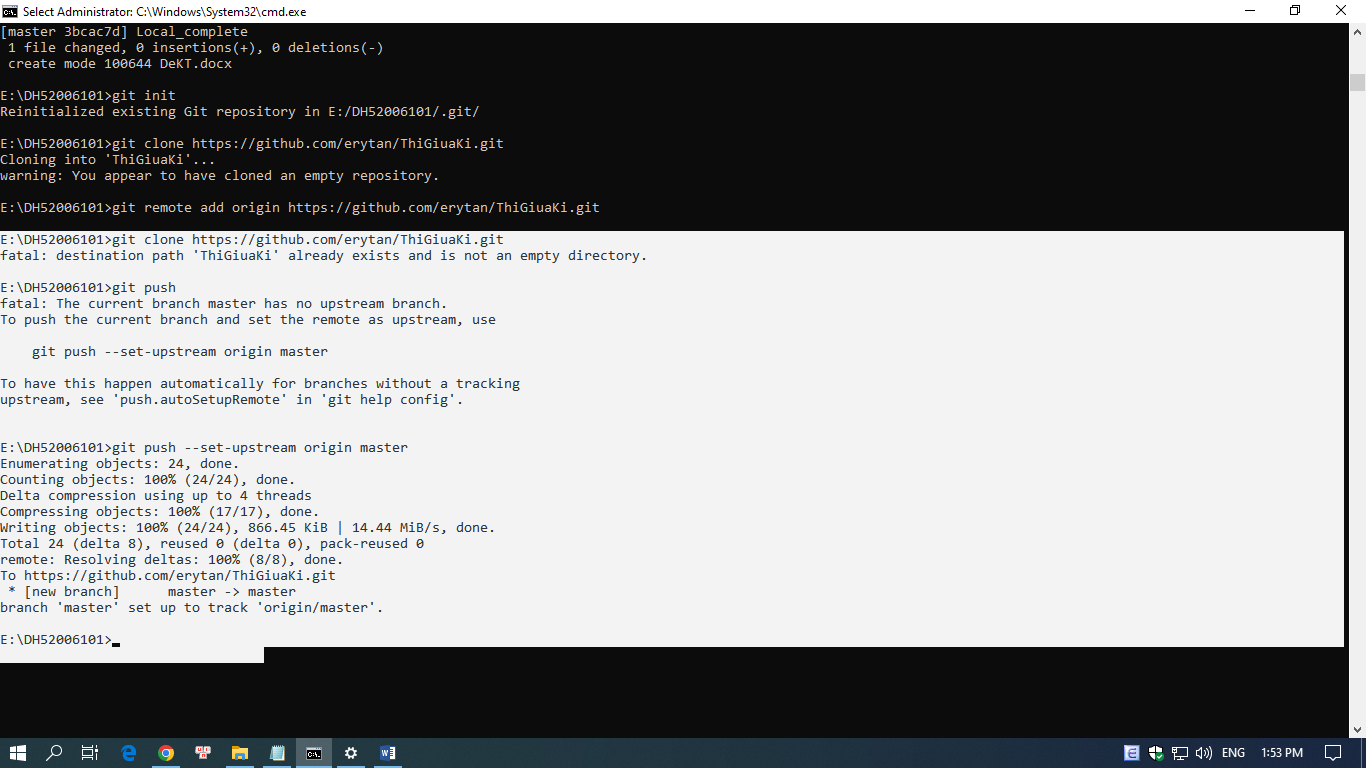 Select Administrator: C:\Windows\System32\cmd.exe
[master 3bcac7d] Local_complete
 1 file changed, 0 insertions(+), 0 deletions(-)
 create mode 100644 DeKT.docx
E:\DH52006101>git init
Reinitialized existing Git repository in E:/DH52006101/.git/
E:\DH52006101>git clone https://github.com/erytan/ThiGiuaKi.git
Cloning into 'ThiGiuaKi'...
warning: You appear to have cloned an empty repository.
E:\DH52006101>git remote add origin https://github.com/erytan/ThiGiuaKi.git
E:\DH52006101>git clone https://github.com/erytan/ThiGiuaKi.git
fatal: destination path 'ThiGiuaKi' already exists and is not an empty directory.
E:\DH52006101>git push
fatal: The current branch master has no upstream branch.
To push the current branch and set the remote as upstream, use
    git push --set-upstream origin master
To have this happen automatically for branches without a tracking
upstream, see 'push.autoSetupRemote' in 'git help config'.
E:\DH52006101>git push --set-upstream origin master
Enumerating objects: 24, done.
Counting objects: 100% (24/24), done.
Delta compression using up to 4 threads
Compressing objects: 100% (17/17), done.
Writing objects: 100% (24/24), 866.45 KiB | 14.44 MiB/s, done.
Total 24 (delta 8), reused 0 (delta 0), pack-reused 0
remote: Resolving deltas: 100% (8/8), done.
To https://github.com/erytan/ThiGiuaKi.git
 * [new branch]      master -> master
branch 'master' set up to track 'origin/master'.
E:\DH52006101>
ENG 1:53 PM